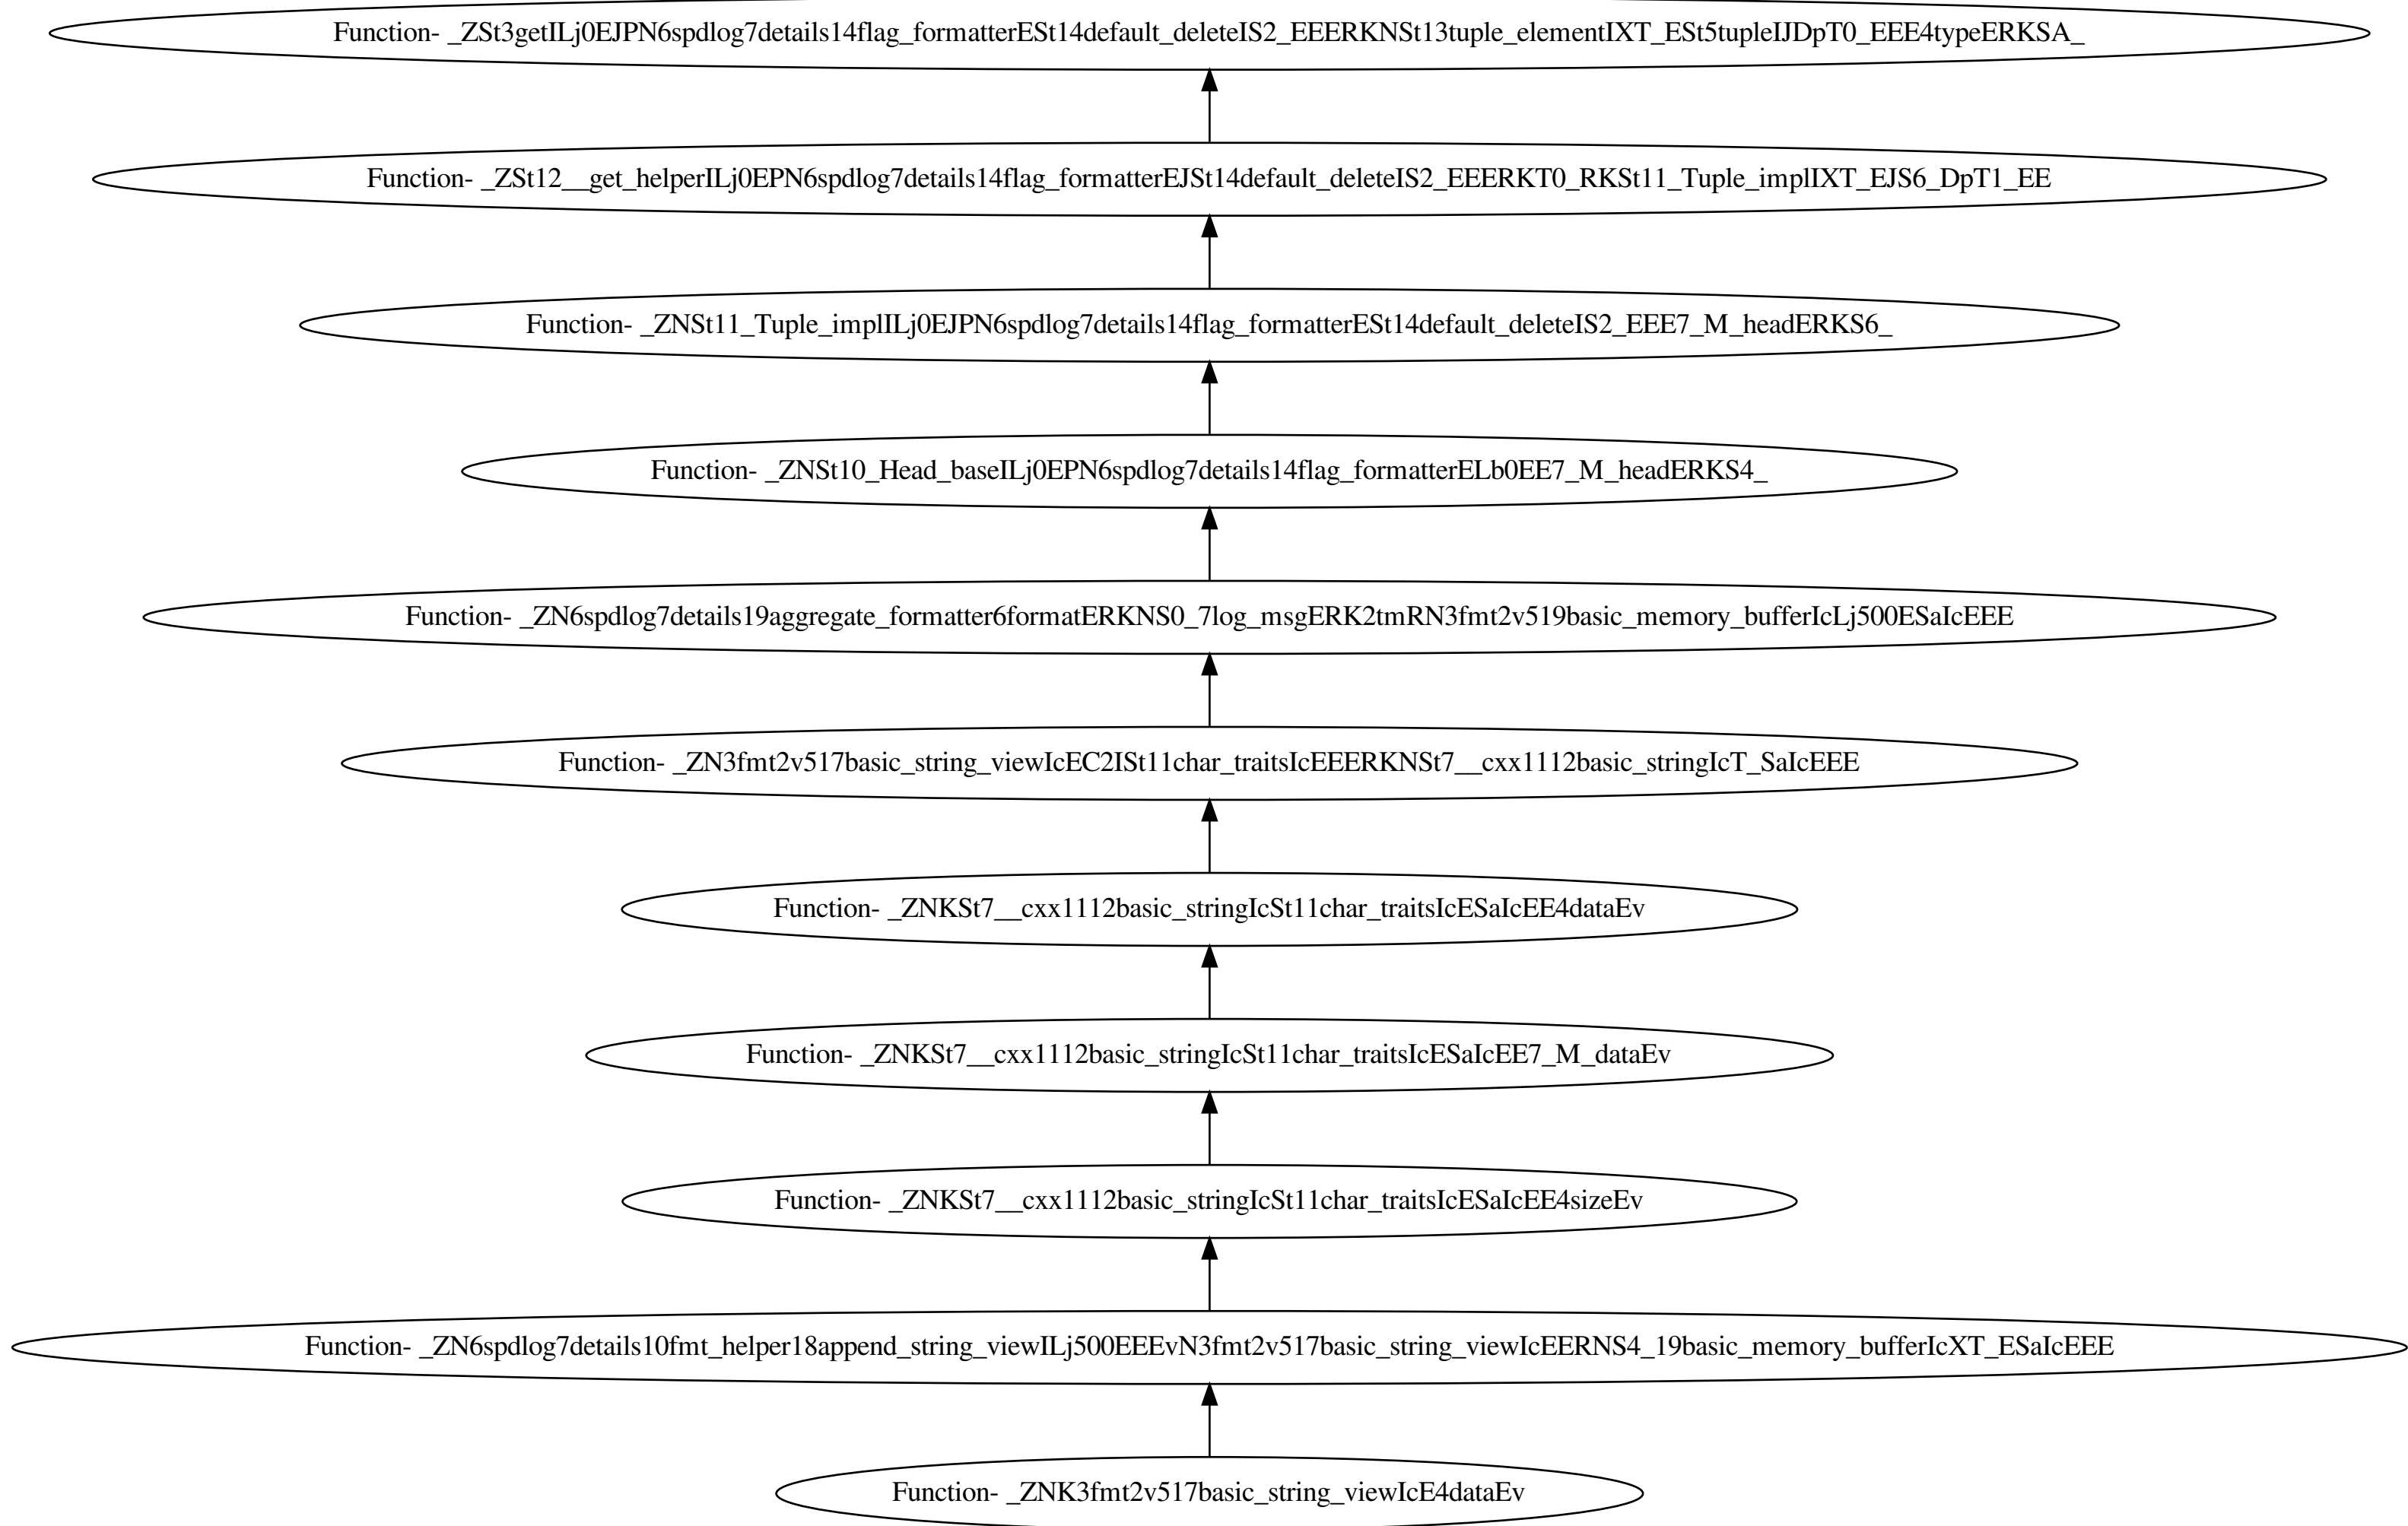 Function- _ZSt3getILj0EJPN6spdlog7details14flag_formatterESt14default_deleteIS2_EEERKNSt13tuple_elementIXT_ESt5tupleIJDpT0_EEE4typeERKSA_
Function- _ZSt12__get_helperILj0EPN6spdlog7details14flag_formatterEJSt14default_deleteIS2_EEERKT0_RKSt11_Tuple_implIXT_EJS6_DpT1_EE
Function- _ZNSt11_Tuple_implILj0EJPN6spdlog7details14flag_formatterESt14default_deleteIS2_EEE7_M_headERKS6_
Function- _ZNSt10_Head_baseILj0EPN6spdlog7details14flag_formatterELb0EE7_M_headERKS4_
Function- _ZN6spdlog7details19aggregate_formatter6formatERKNS0_7log_msgERK2tmRN3fmt2v519basic_memory_bufferIcLj500ESaIcEEE
Function- _ZN3fmt2v517basic_string_viewIcEC2ISt11char_traitsIcEEERKNSt7__cxx1112basic_stringIcT_SaIcEEE
Function- _ZNKSt7__cxx1112basic_stringIcSt11char_traitsIcESaIcEE4dataEv
Function- _ZNKSt7__cxx1112basic_stringIcSt11char_traitsIcESaIcEE7_M_dataEv
Function- _ZNKSt7__cxx1112basic_stringIcSt11char_traitsIcESaIcEE4sizeEv
Function- _ZN6spdlog7details10fmt_helper18append_string_viewILj500EEEvN3fmt2v517basic_string_viewIcEERNS4_19basic_memory_bufferIcXT_ESaIcEEE
Function- _ZNK3fmt2v517basic_string_viewIcE4dataEv